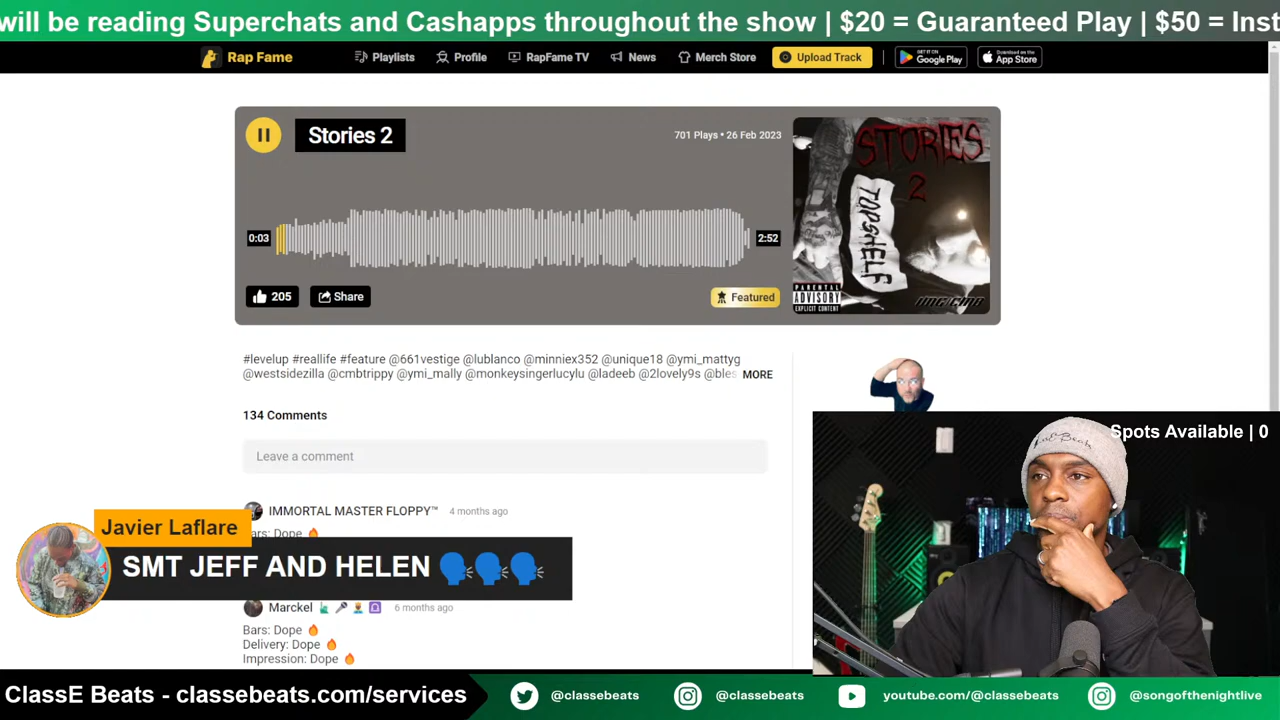 will be reading Superchats and Cashapps throughout the show | $20 = Guaranteed Play | $50 = Inst
Rap Fame
Playlists
Profile
RapFame TV
News
Merch Store
Upload Track
GET IT ON
Google Play
Download on the
App Store
Stories 2
701 Plays • 26 Feb 2023
STORIES
2
TOPSHELF
PARENTAL
ADVISORY
EXPLICIT CONTENT
0:03
2:52
205
Share
Featured
#levelup #reallife #feature @661vestige @lublanco @minniex352 @unique18 @ymi_mattyg
@westsidezilla @cmbtrippy @ymi_mally @monkeysingerlucylu @ladeeb @2lovely9s @bles
MORE
134 Comments
Leave a comment
Spots Available | 0
IMMORTAL MASTER FLOPPY™ 4 months ago
Bars: Dope 🔥
Javier Laflare
SMT JEFF AND HELEN 🗣️🗣️🗣️
Marckel 6 months ago
Bars: Dope 🔥
Delivery: Dope 🔥
Impression: Dope 🔥
ClassE Beats - classebeats.com/services
@classebeats
@classebeats
youtube.com/@classebeats
@songofthenightlive